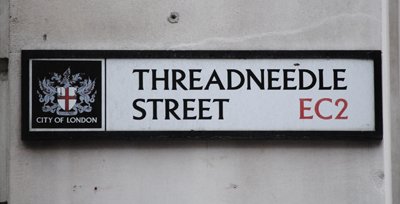 THREADNEEDLE
STREET EC2
CITY OF LONDON